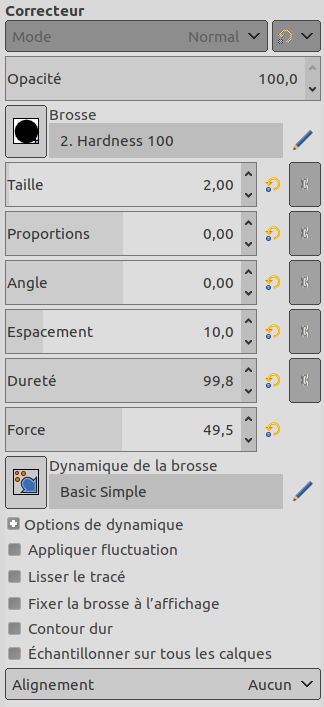 Correcteur
Mode Normal
Opacité 100,0
Brosse
2. Hardness 100
Taille 2,00
Proportions 0,00
Angle 0,00
Espacement 10,0
Dureté 99,8
Force 49,5
Dynamique de la brosse
Basic Simple
Options de dynamique
Appliquer fluctuation
Lisser le tracé
Fixer la brosse à l’affichage
Contour dur
Échantillonner sur tous les calques
Alignement Aucun